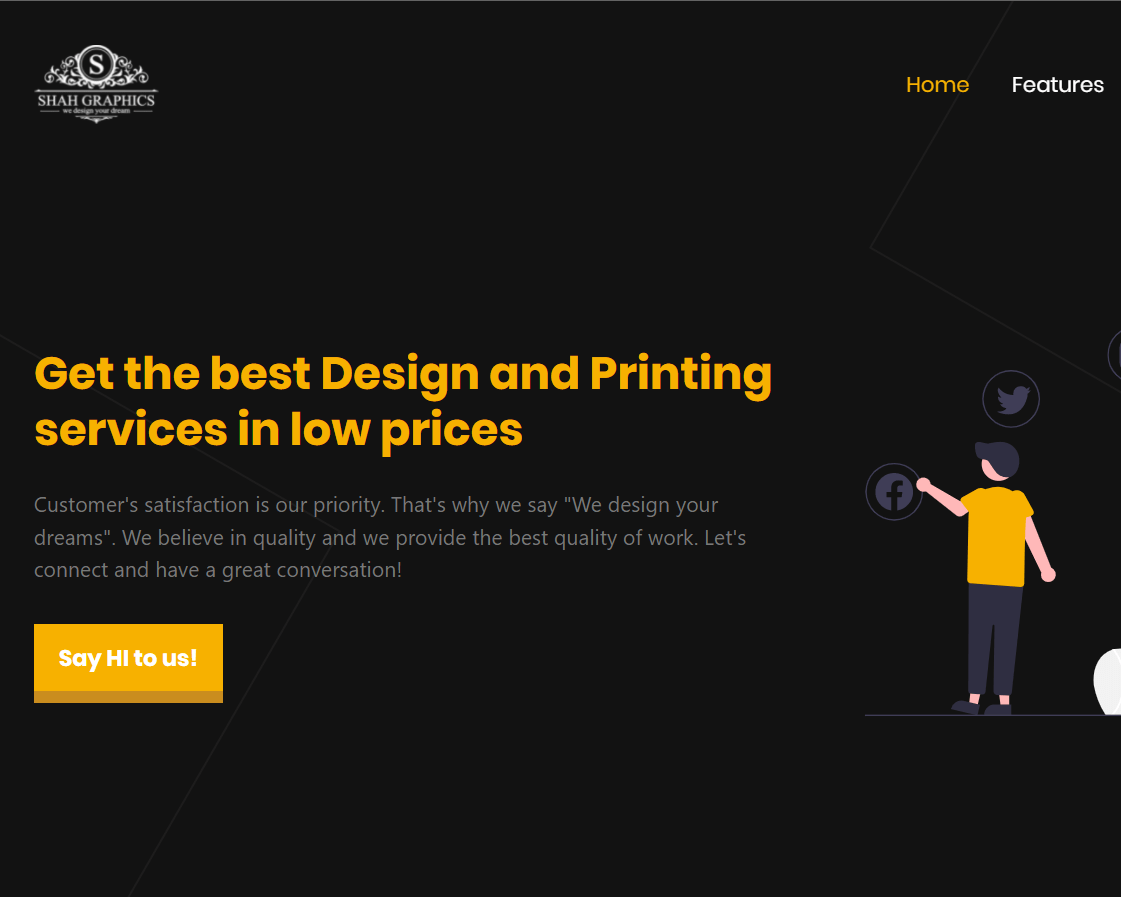 S
SHAH GRAPHICS
we design your dream
Home
Features
Get the best Design and Printing
services in low prices
Customer's satisfaction is our priority. That's why we say "We design your
dreams". We believe in quality and we provide the best quality of work. Let's
connect and have a great conversation!
Say HI to us!